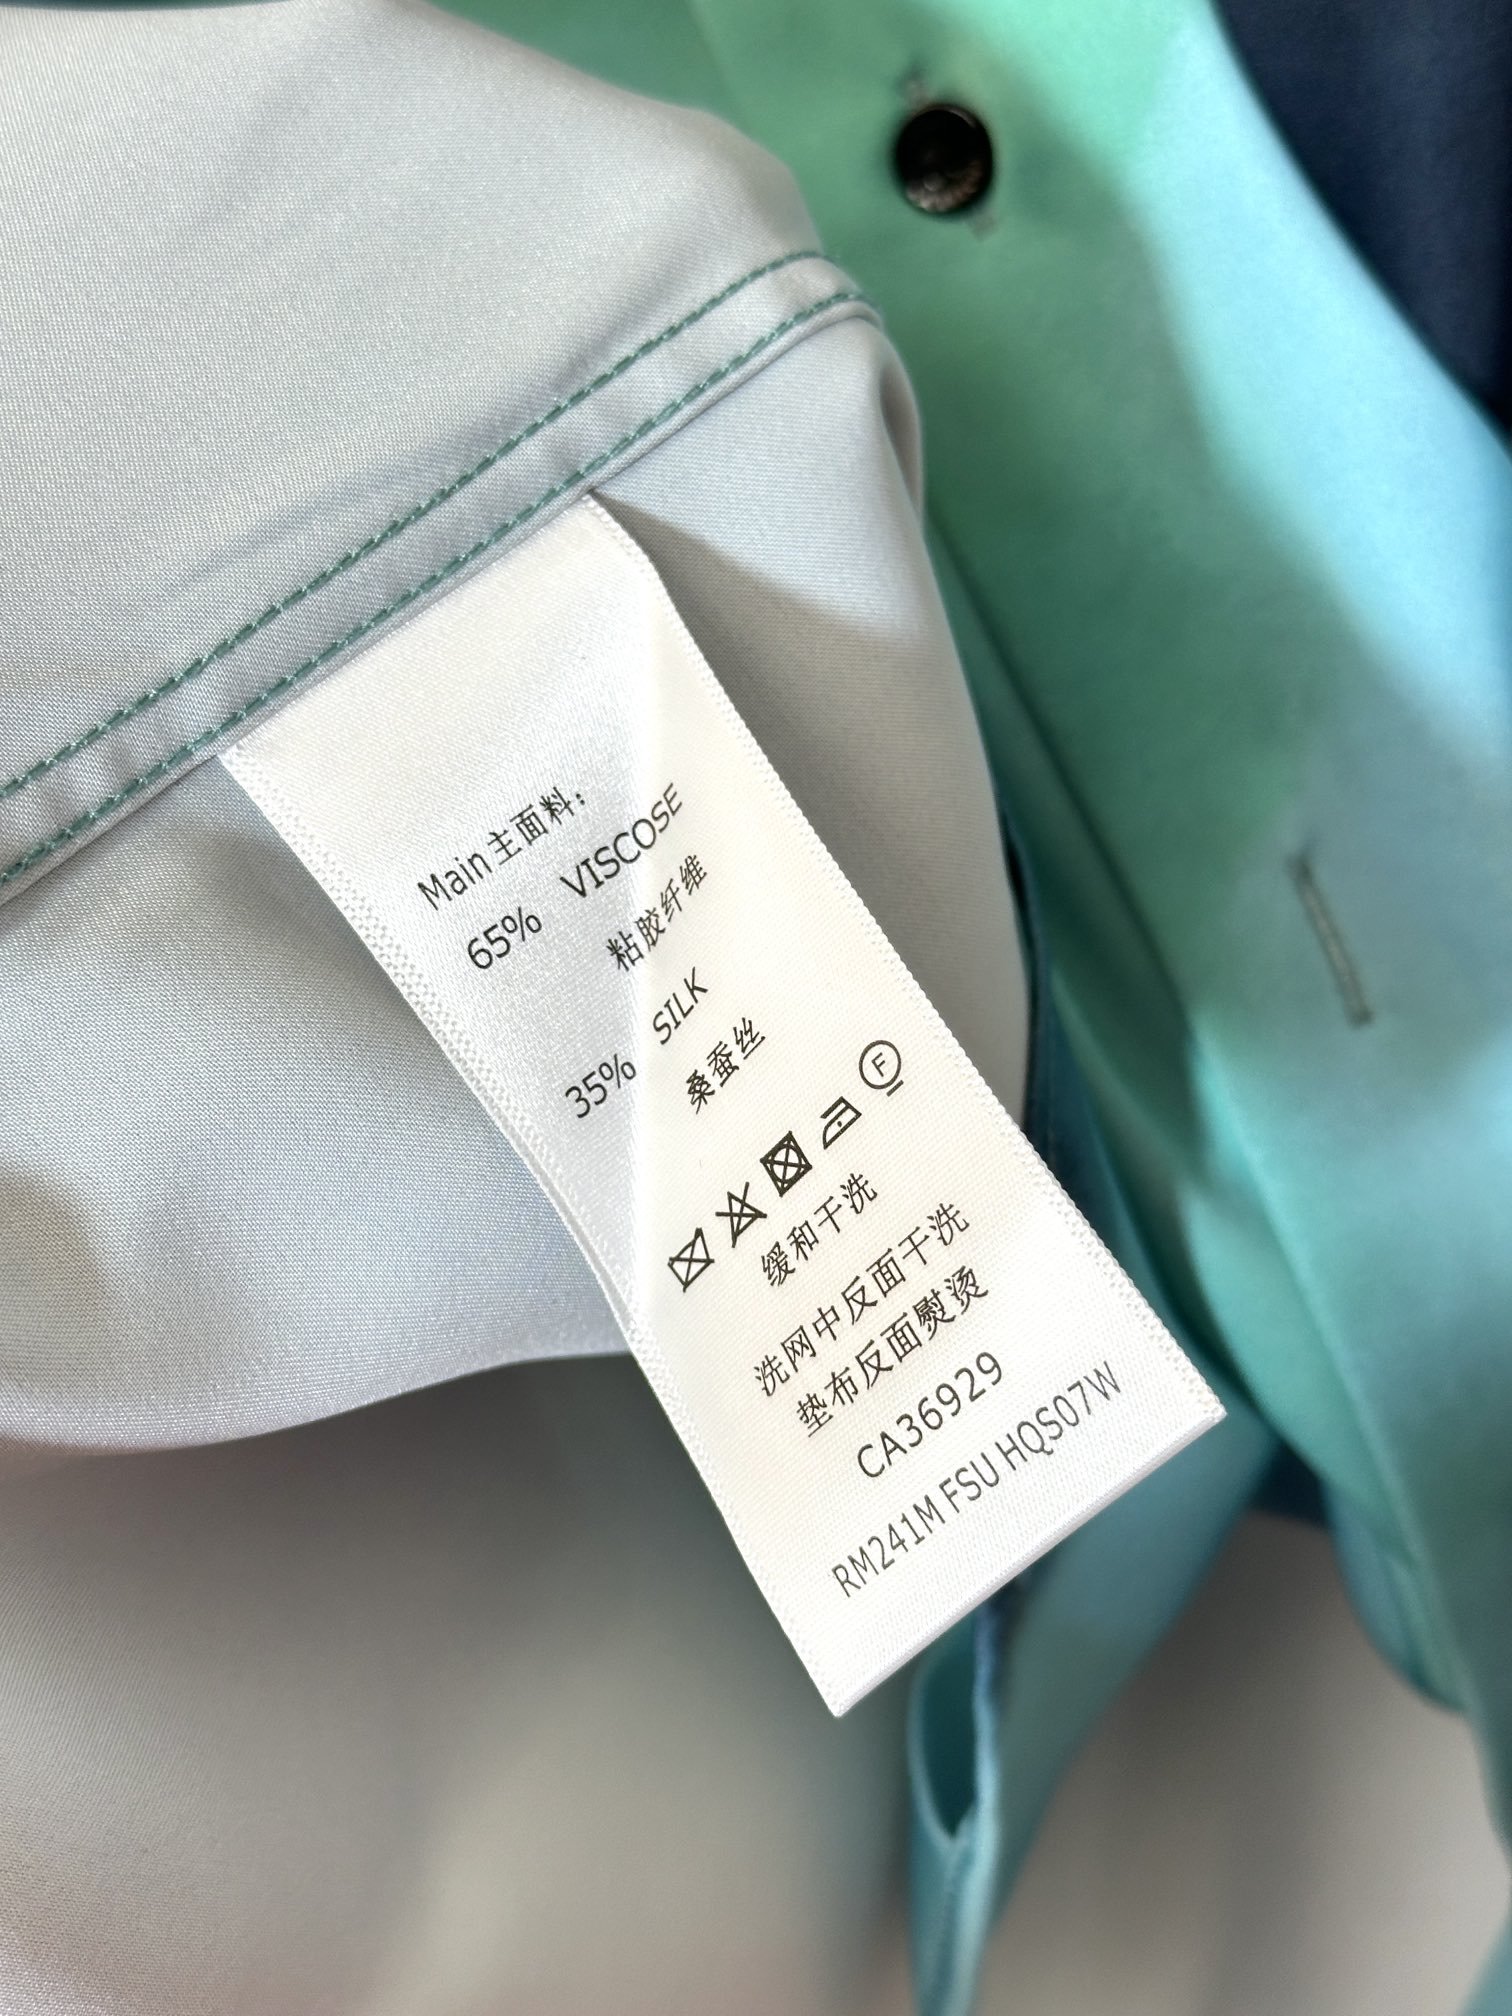 Main 主面料:
65% VISCOSE
粘胶纤维
35% SILK
桑蚕丝
F
缓和干洗
洗网中反面干洗
垫布反面熨烫
CA36929
RM241M FSU HQS07W